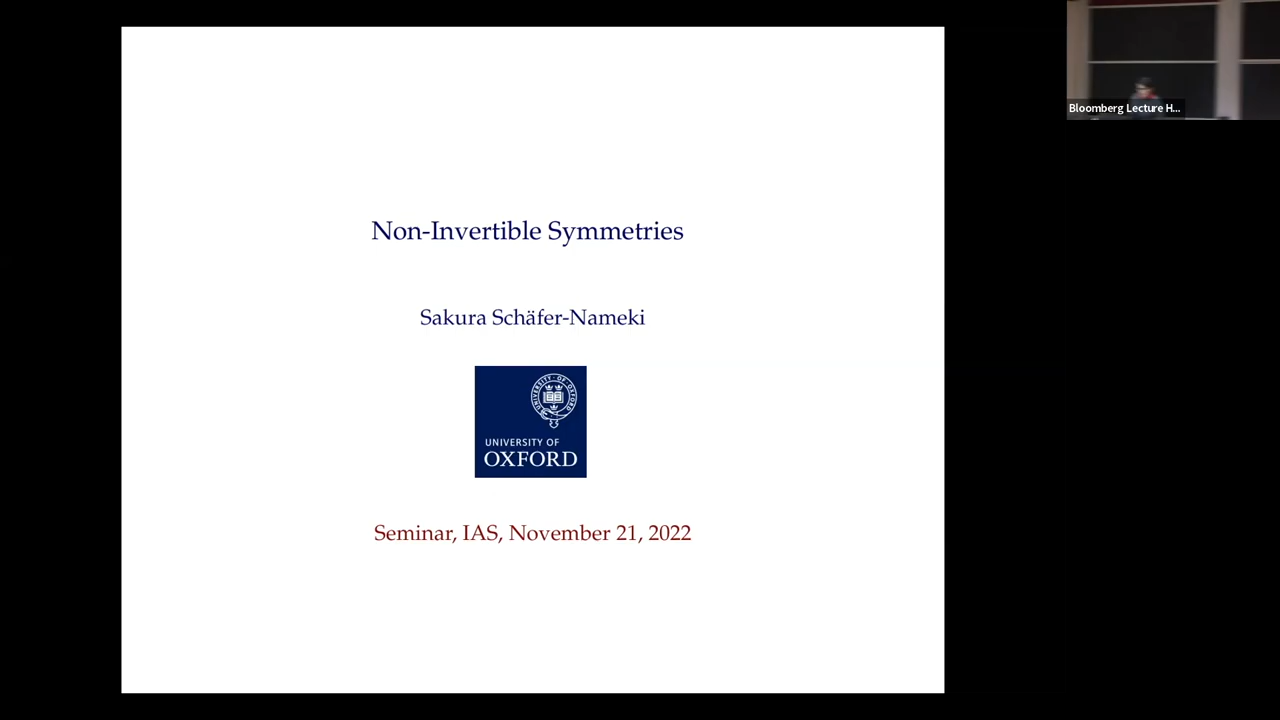 Non-Invertible Symmetries
Sakura Schäfer-Nameki
UNIVERSITY OF
OXFORD
Seminar, IAS, November 21, 2022
Bloomberg Lecture H...